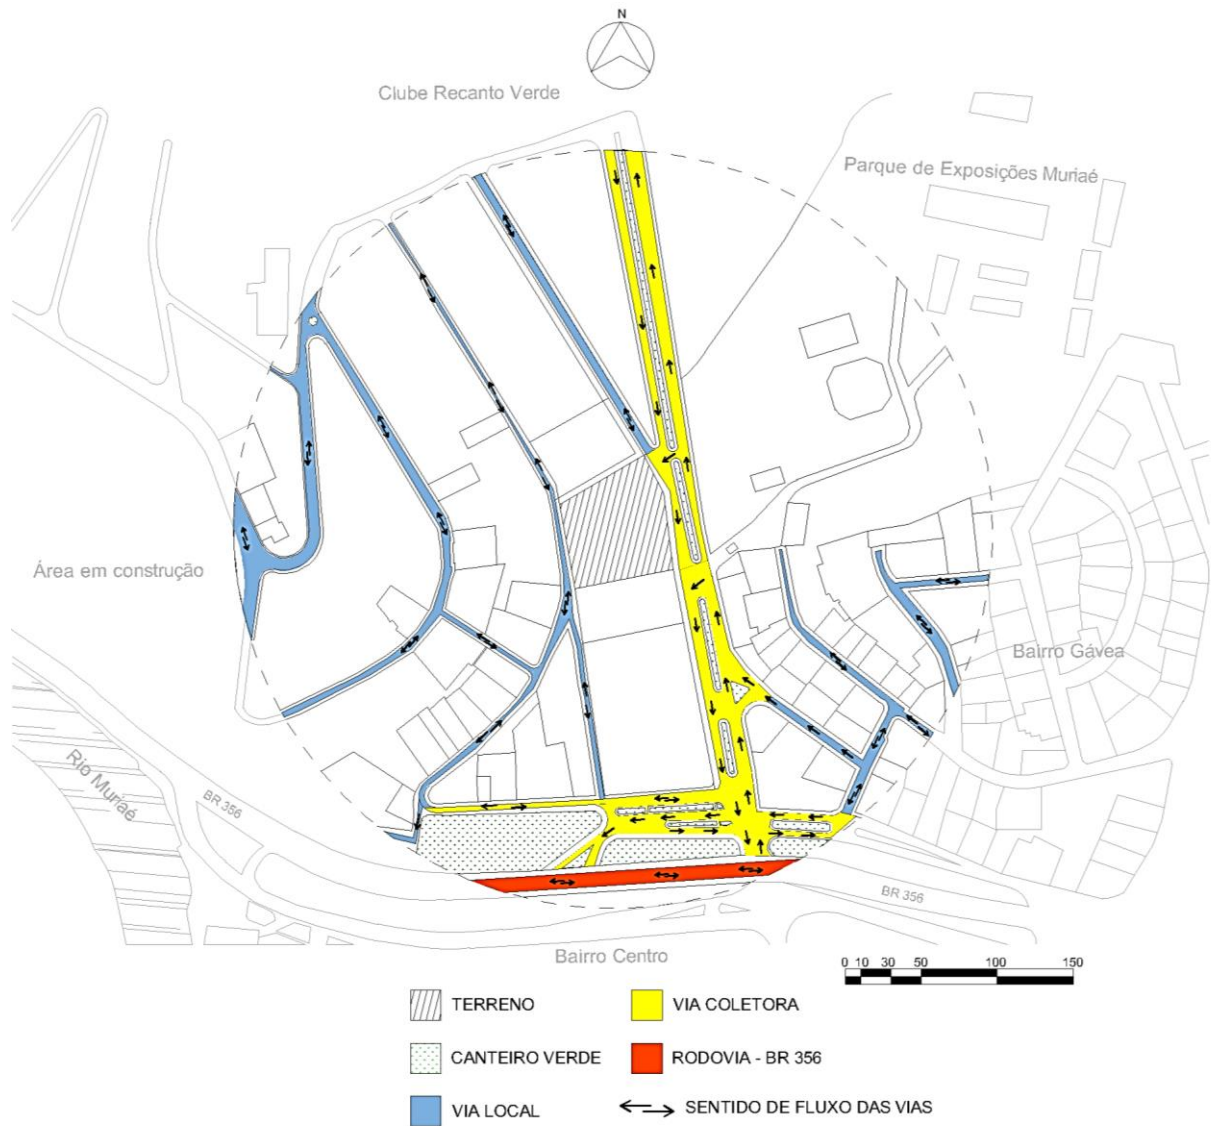 N
Clube Recanto Verde
Parque de Exposições Muriaé
Área em construção
Bairro Gávea
Rio Muriaé
BR 356
BR 356
Bairro Centro
0 10 30 50 100 150
TERRENO
VIA COLETORA
CANTEIRO VERDE
RODOVIA - BR 356
VIA LOCAL
SENTIDO DE FLUXO DAS VIAS